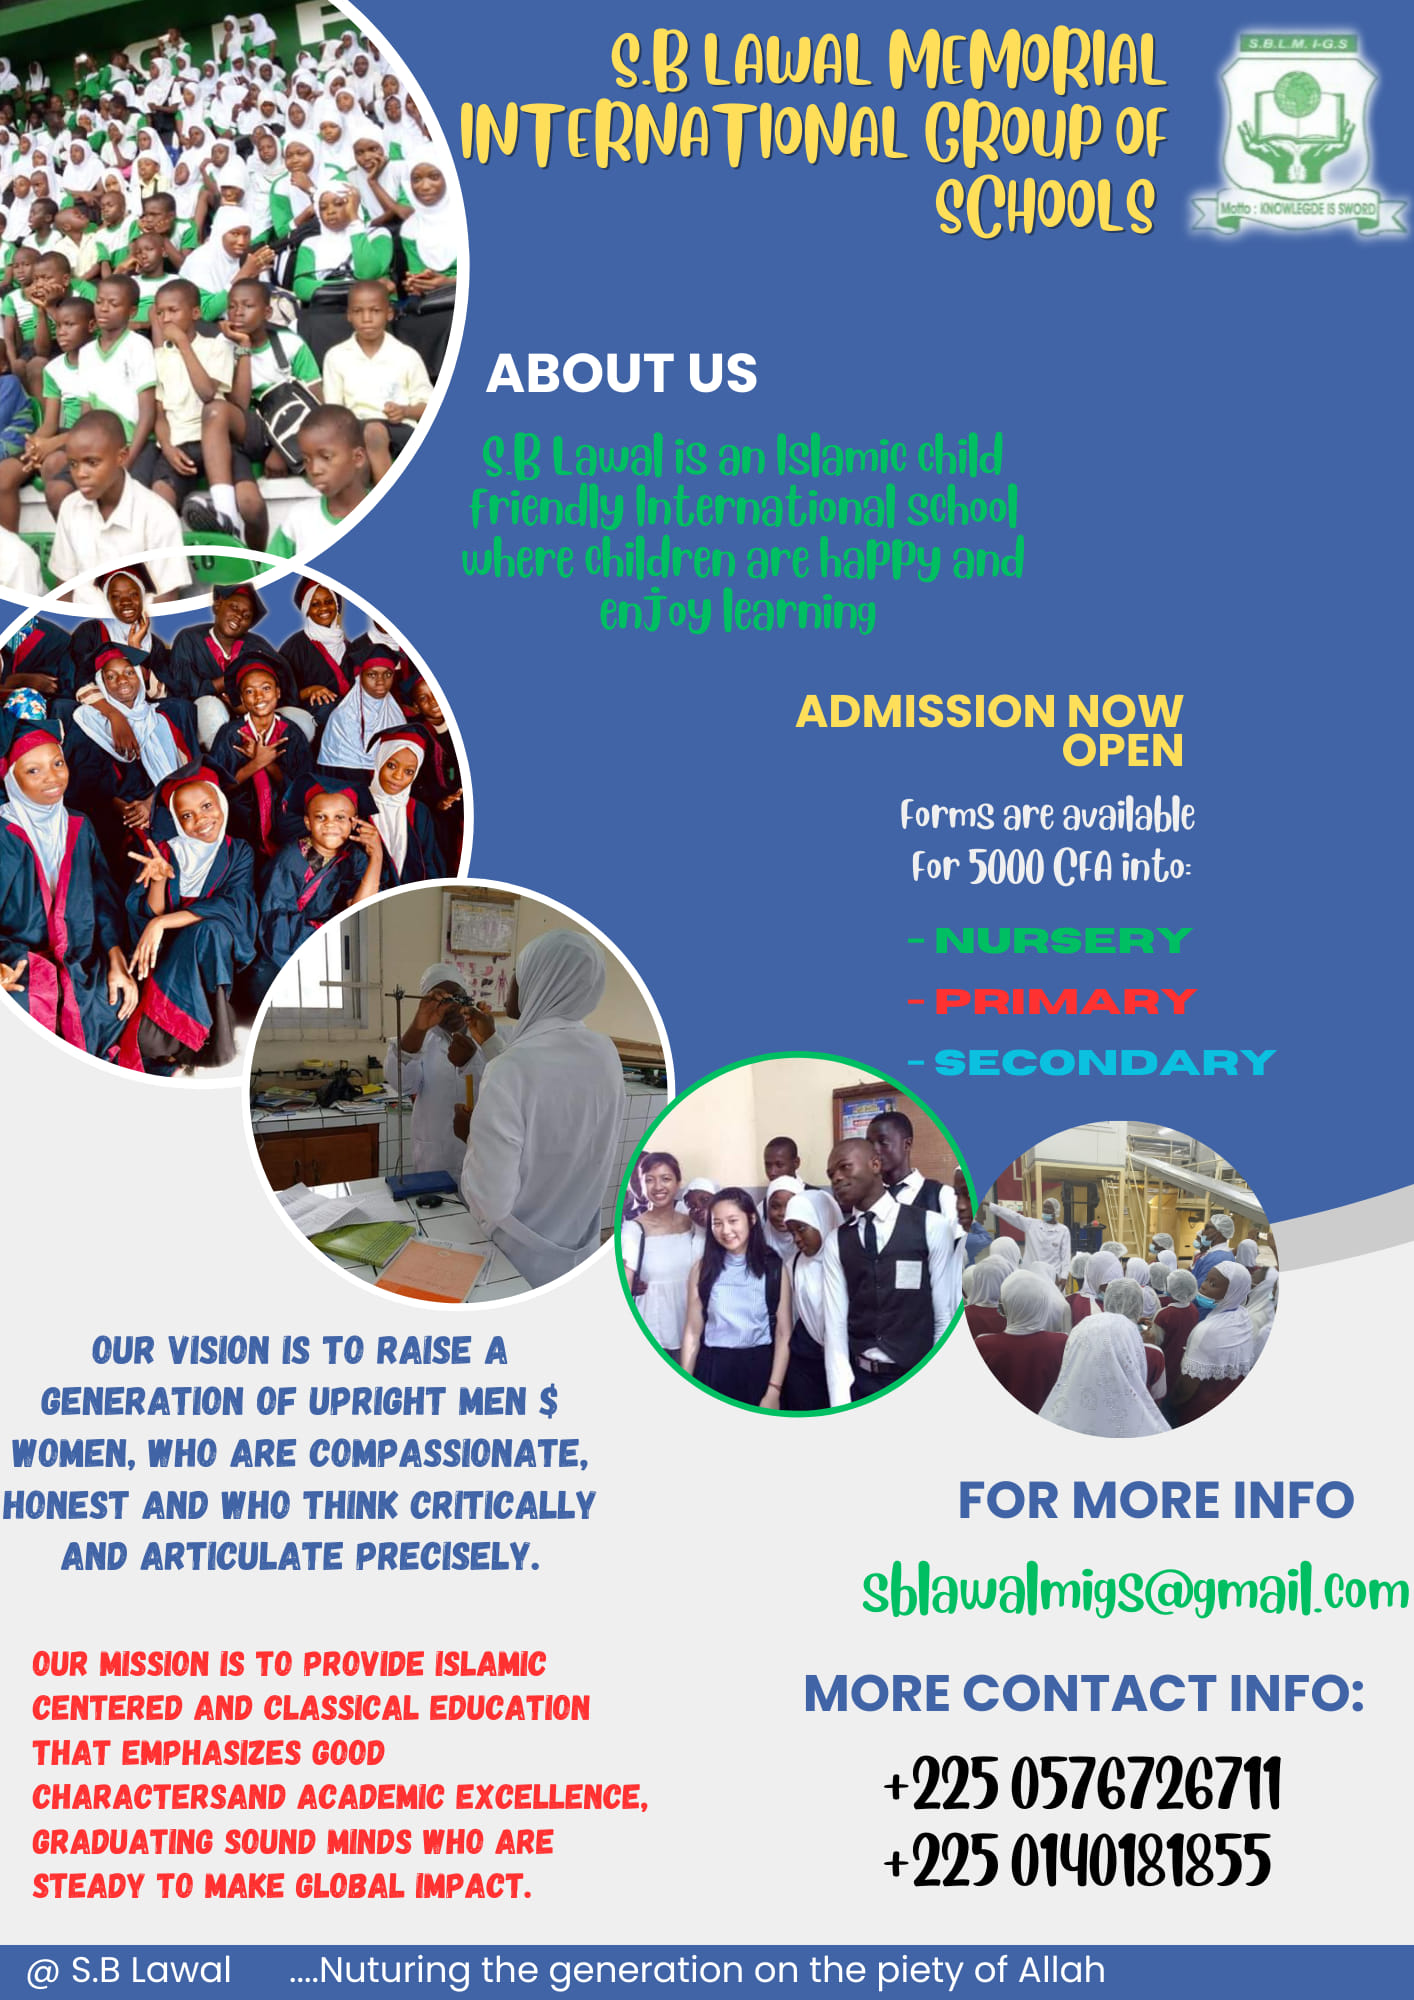 S.B LAWAL MEMORIAL
INTERNATIONAL GROUP OF
SCHOOLS
S.B.L.M. I-G.S
Motto : KNOWLEGDE IS SWORD
ABOUT US
S.B Lawal is an Islamic child
friendly International school
where children are happy and
enjoy learning
ADMISSION NOW
OPEN
Forms are available
for 5000 CFA into:
- NURSERY
- PRIMARY
- SECONDARY
OUR VISION IS TO RAISE A
GENERATION OF UPRIGHT MEN $
WOMEN, WHO ARE COMPASSIONATE,
HONEST AND WHO THINK CRITICALLY
AND ARTICULATE PRECISELY.
OUR MISSION IS TO PROVIDE ISLAMIC
CENTERED AND CLASSICAL EDUCATION
THAT EMPHASIZES GOOD
CHARACTERSAND ACADEMIC EXCELLENCE,
GRADUATING SOUND MINDS WHO ARE
STEADY TO MAKE GLOBAL IMPACT.
FOR MORE INFO
sblawalmigs@gmail.com
MORE CONTACT INFO:
+225 0576726711
+225 0140181855
@ S.B Lawal ....Nuturing the generation on the piety of Allah